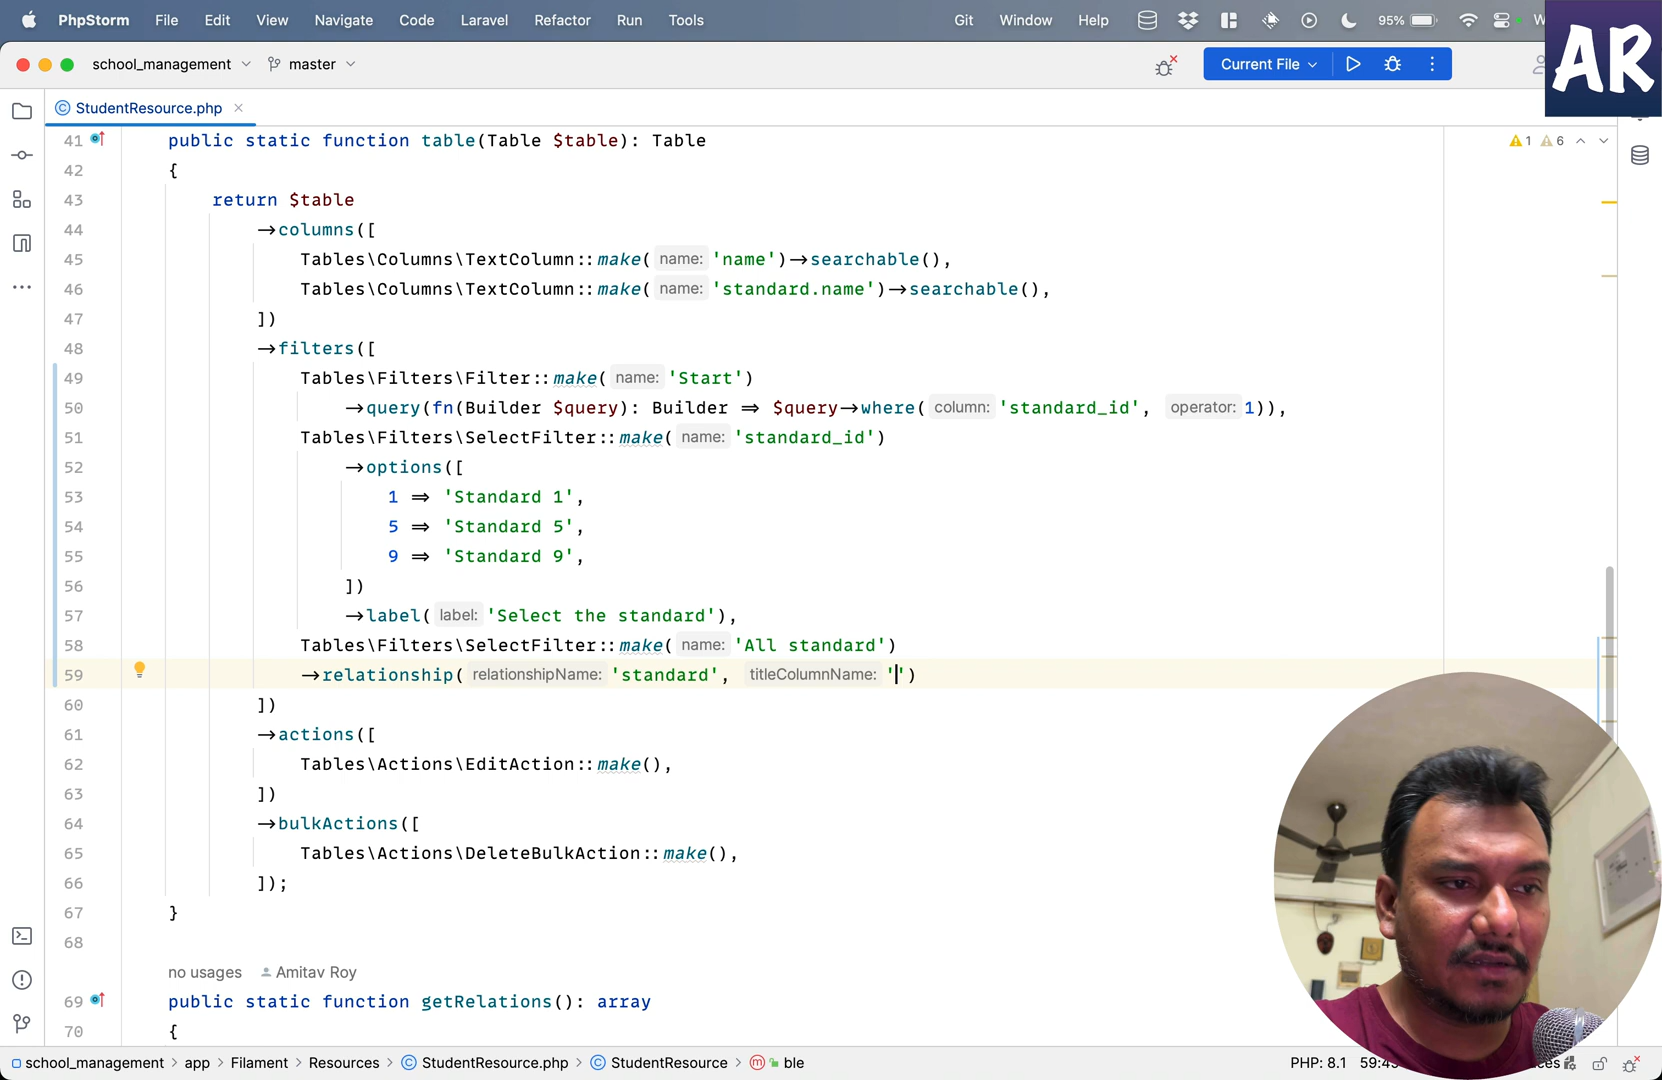 PhpStorm File Edit View Navigate Code Laravel Refactor Run Tools Git Window Help 95%
AR
school_management master Current File
StudentResource.php
41 public static function table(Table $table): Table 1 6
42 {
43 return $table
44 →columns([
45 Tables\Columns\TextColumn::make( name: 'name')→searchable(),
46 Tables\Columns\TextColumn::make( name: 'standard.name')→searchable(),
47 ])
48 →filters([
49 Tables\Filters\Filter::make( name: 'Start')
50 →query(fn(Builder $query): Builder ⇒ $query→where( column: 'standard_id', operator: 1)),
51 Tables\Filters\SelectFilter::make( name: 'standard_id')
52 →options([
53 1 ⇒ 'Standard 1',
54 5 ⇒ 'Standard 5',
55 9 ⇒ 'Standard 9',
56 ])
57 →label( label: 'Select the standard'),
58 Tables\Filters\SelectFilter::make( name: 'All standard')
59 →relationship( relationshipName: 'standard', titleColumnName: '')
60 ])
61 →actions([
62 Tables\Actions\EditAction::make(),
63 ])
64 →bulkActions([
65 Tables\Actions\DeleteBulkAction::make(),
66 ]);
67 }
68
no usages Amitav Roy
69 public static function getRelations(): array
70 {
school_management > app > Filament > Resources > StudentResource.php > StudentResource > ble PHP: 8.1